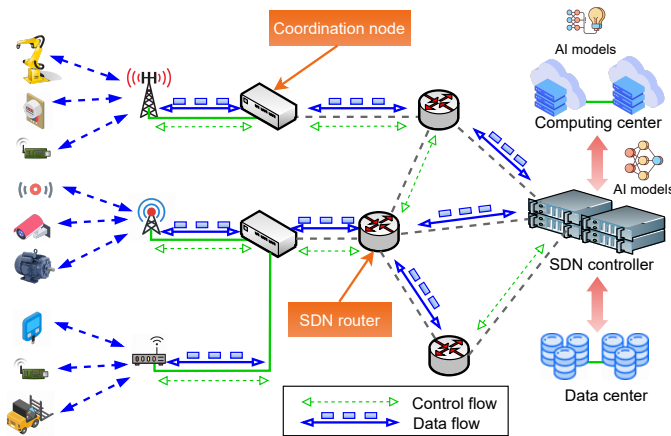 Coordination node
AI models
Computing center
AI models
SDN controller
SDN router
Data center
Control flow
Data flow